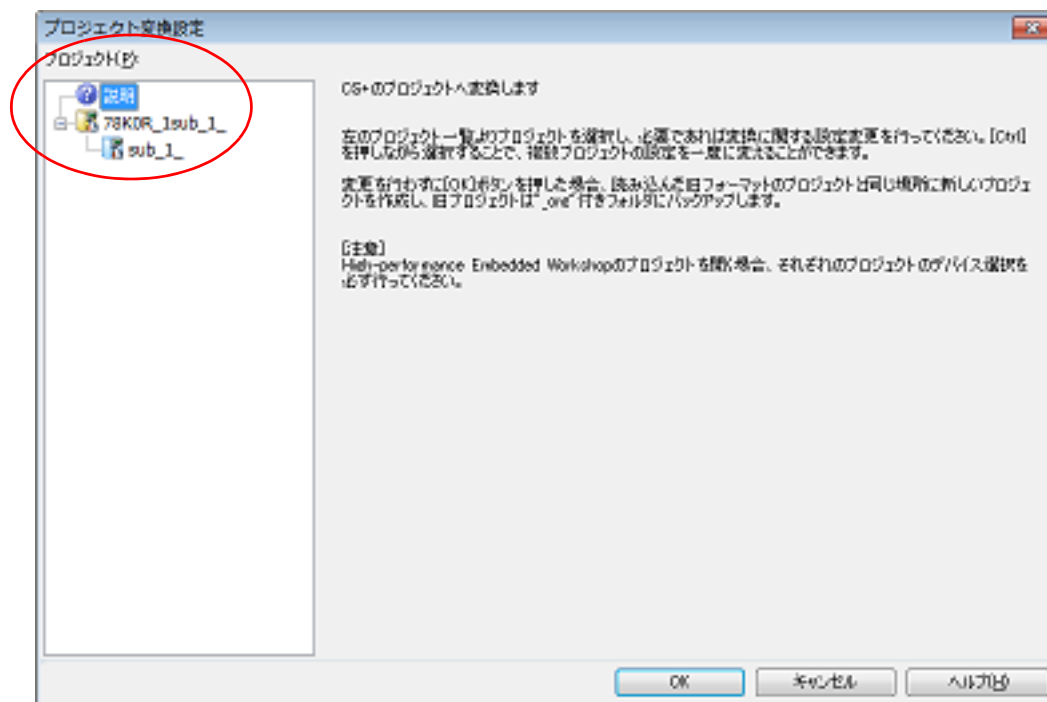 プロジェクト変換設定
プロジェクト(P):
説明
78K0R_1sub_1_
sub_1_
CS+のプロジェクトへ変換します
左のプロジェクト一覧よりプロジェクトを選択し、必要であれば変換に関する設定変更を行ってください。[Ctrl]
を押しながら選択することで、複数プロジェクトの設定を一度に変えることができます。
変更を行わずに[OK]ボタンを押した場合、読み込んだ旧フォーマットのプロジェクトと同じ場所に新しいプロジェ
クトを作成し、旧プロジェクトは"_org"付きフォルダにバックアップします。
[注意]
High-performance Embedded Workshopのプロジェクトを開く場合、それぞれのプロジェクトのデバイス選択を
必ず行ってください。
OK
キャンセル
ヘルプ(H)